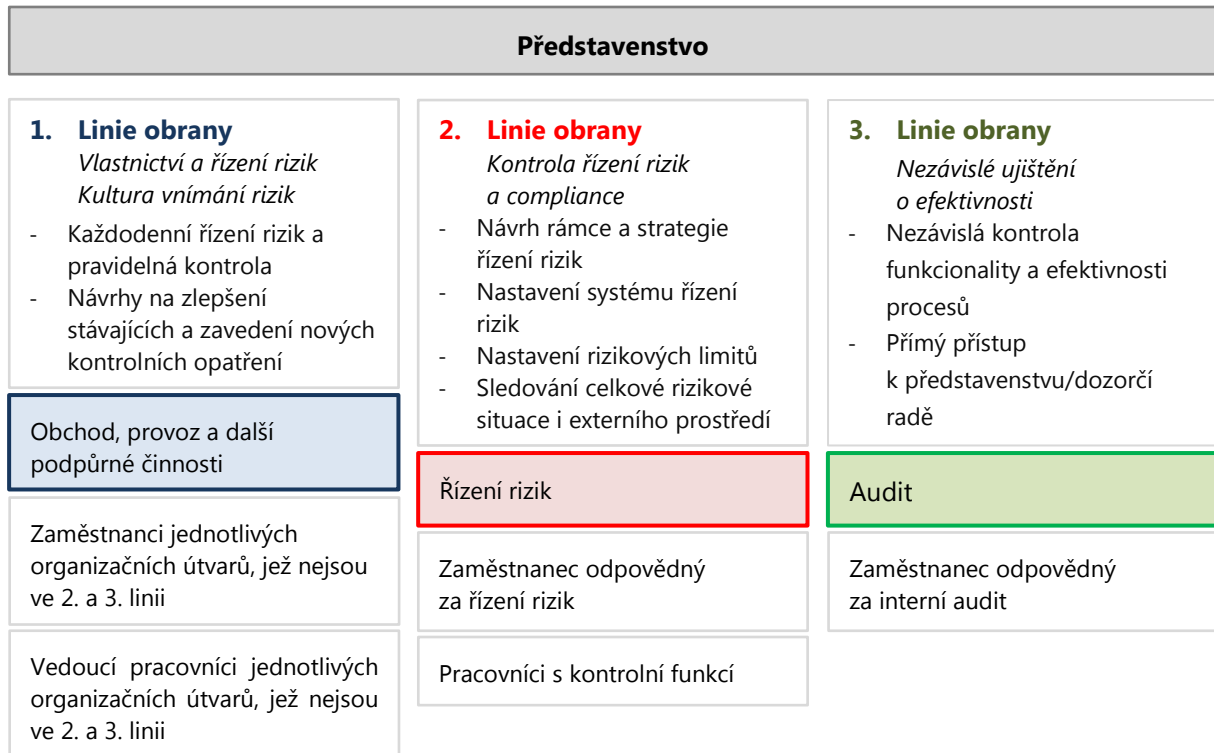 Představenstvo
1. Linie obrany
Vlastnictví a řízení rizik
Kultura vnímání rizik
- Každodenní řízení rizik a
pravidelná kontrola
- Návrhy na zlepšení
stávajících a zavedení nových
kontrolních opatření
Obchod, provoz a další
podpůrné činnosti
Zaměstnanci jednotlivých
organizačních útvarů, jež nejsou
ve 2. a 3. linii
Vedoucí pracovníci jednotlivých
organizačních útvarů, jež nejsou
ve 2. a 3. linii
2. Linie obrany
Kontrola řízení rizik
a compliance
- Návrh rámce a strategie
řízení rizik
- Nastavení systému řízení
rizik
- Nastavení rizikových limitů
- Sledování celkové rizikové
situace i externího prostředí
Řízení rizik
Zaměstnanec odpovědný
za řízení rizik
Pracovníci s kontrolní funkcí
3. Linie obrany
Nezávislé ujištění
o efektivnosti
- Nezávislá kontrola
funkcionality a efektivnosti
procesů
- Přímý přístup
k představenstvu/dozorčí
radě
Audit
Zaměstnanec odpovědný
za interní audit